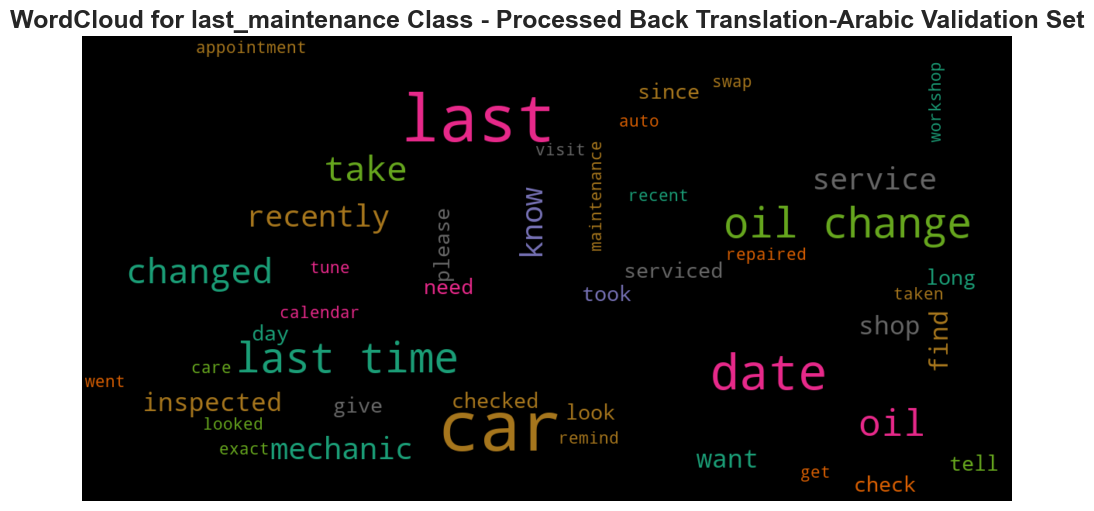 WordCloud for last_maintenance Class - Processed Back Translation-Arabic Validation Set
appointment
last
since
swap
workshop
auto
visit
take
maintenance
service
recently
know
recent
oil change
please
changed
tune
need
serviced
repaired
took
long
taken
calendar
day
shop
find
last time
care
date
went
inspected
give
checked
car
look
oil
looked
remind
exact
mechanic
want
get
check
tell